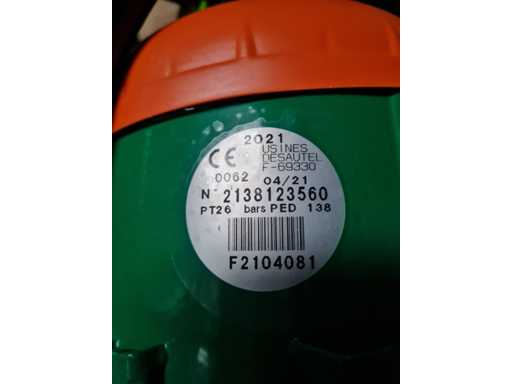 2021
CE USINES
DESAUTEL
F-69330
0062 04/21
N° 2138123560
PT26 bars PED 138
F2104081